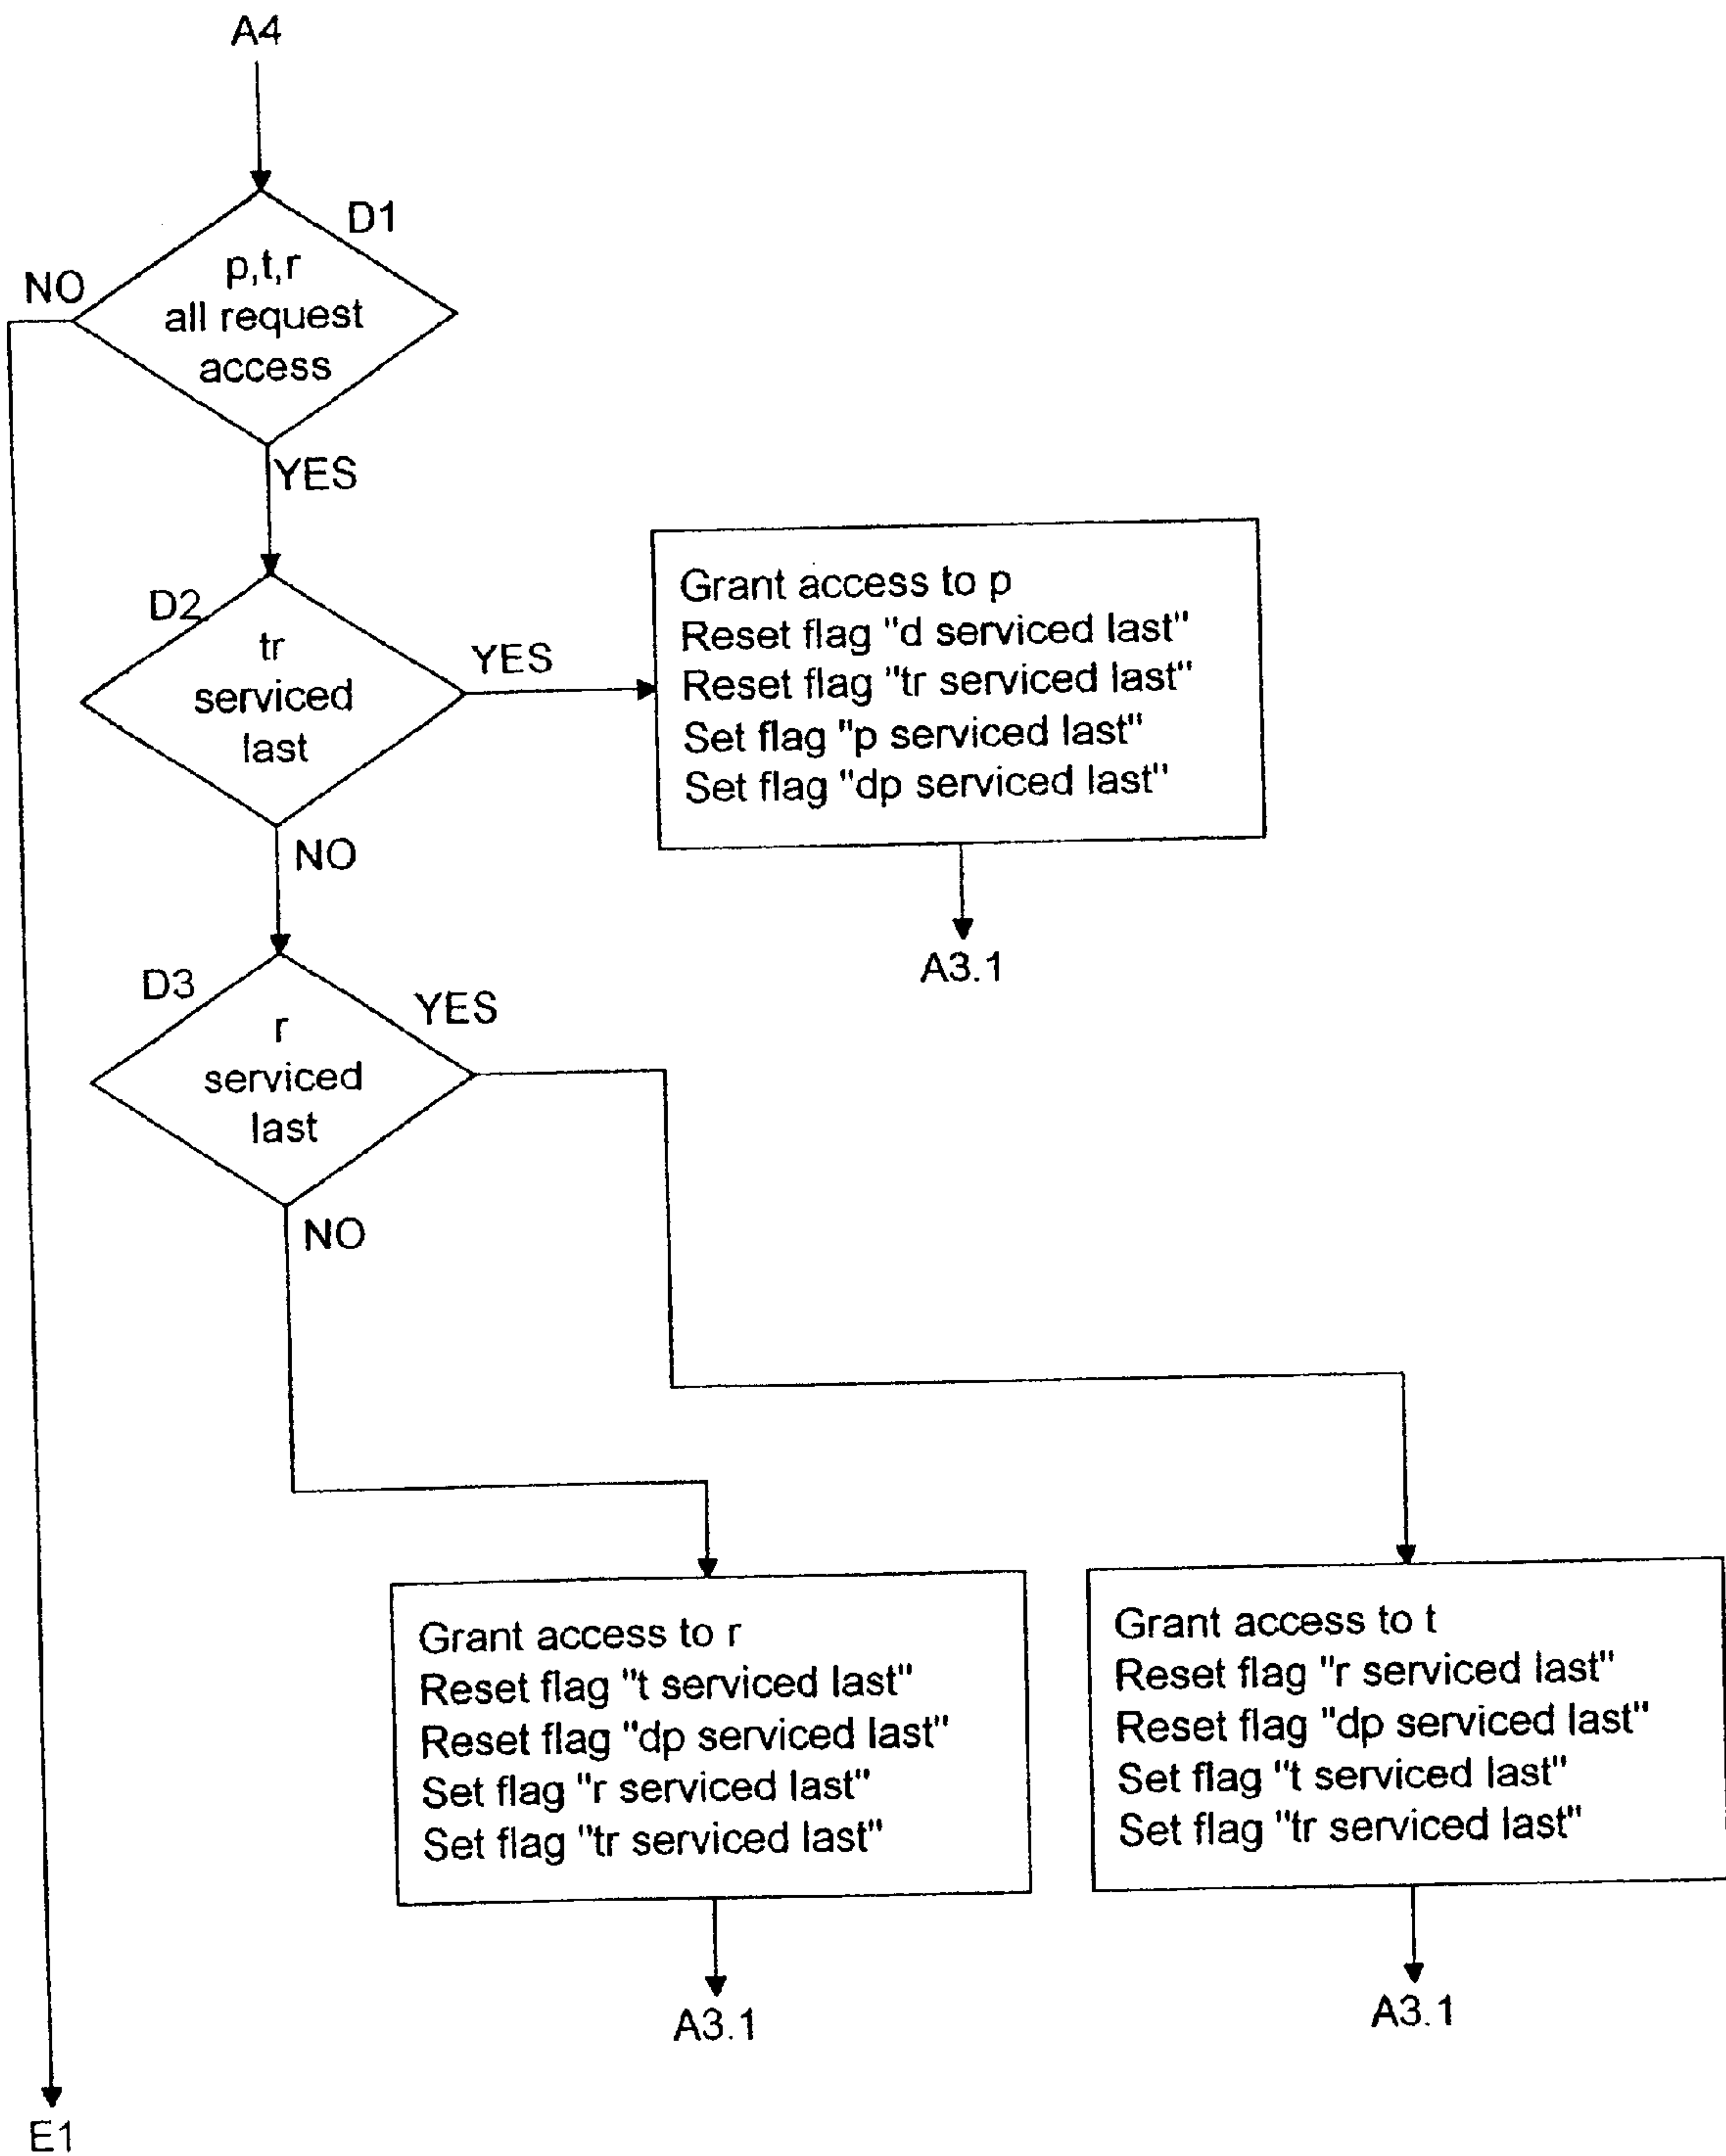 A4
D1
p,t,r
all request
access
NO
YES
D2
tr
serviced
last
YES
NO
Grant access to p
Reset flag "d serviced last"
Reset flag "tr serviced last"
Set flag "p serviced last"
Set flag "dp serviced last"
A3.1
D3
r
serviced
last
YES
NO
Grant access to r
Reset flag "t serviced last"
Reset flag "dp serviced last"
Set flag "r serviced last"
Set flag "tr serviced last"
A3.1
Grant access to t
Reset flag "r serviced last"
Reset flag "dp serviced last"
Set flag "t serviced last"
Set flag "tr serviced last"
A3.1
E1